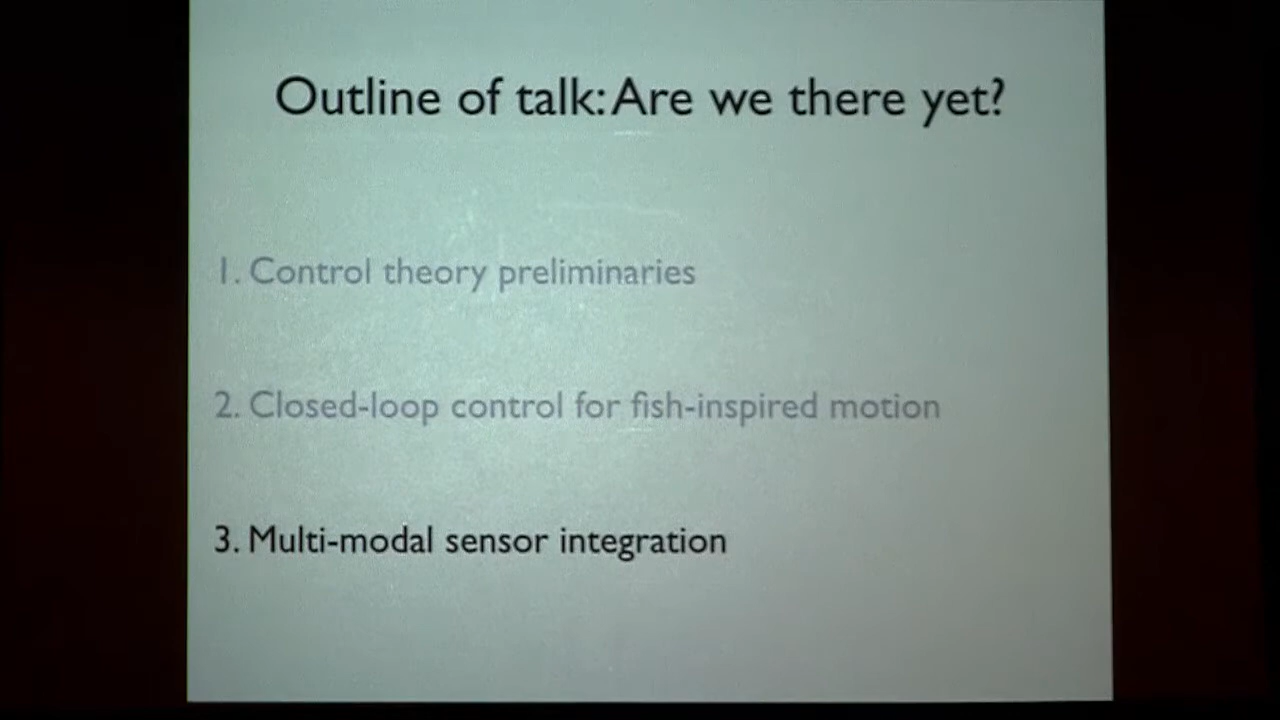 Outline of talk: Are we there yet?
1. Control theory preliminaries
2. Closed-loop control for fish-inspired motion
3. Multi-modal sensor integration